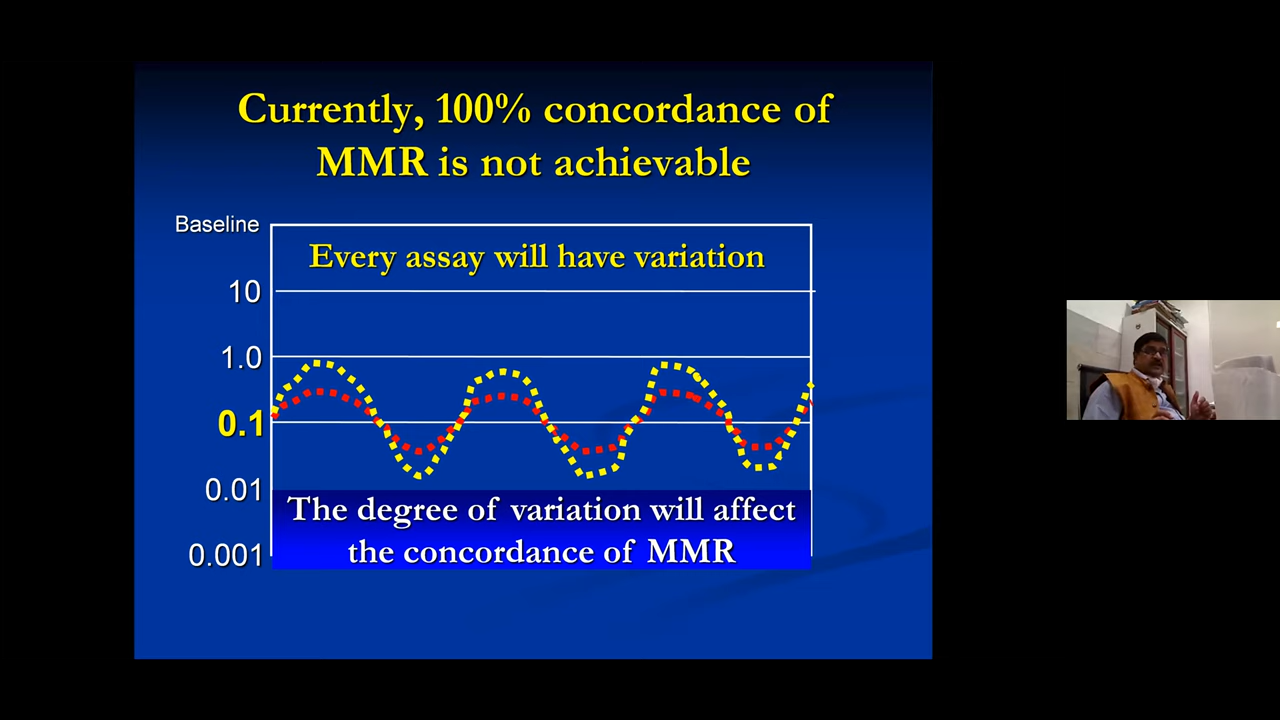 Currently, 100% concordance of
MMR is not achievable
Baseline
Every assay will have variation
10
1.0
0.1
0.01
The degree of variation will affect
the concordance of MMR
0.001